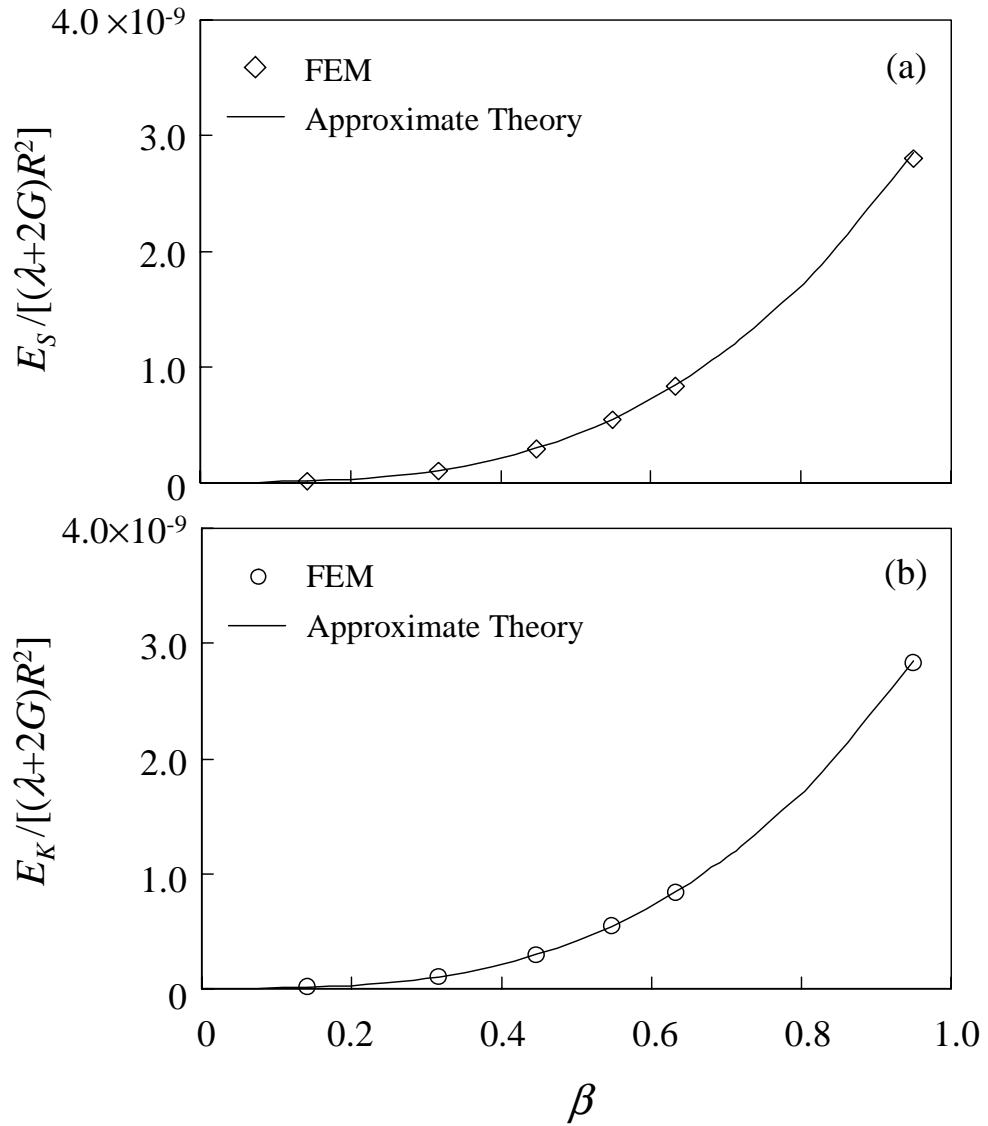 4.0 ×10⁻⁹
FEM
(a)
Approximate Theory
3.0
2.0
1.0
0
E_S /[(λ+2G)R²]
4.0×10⁻⁹
FEM
(b)
Approximate Theory
3.0
2.0
1.0
0
E_K /[(λ+2G)R²]
0 0.2 0.4 0.6 0.8 1.0
β